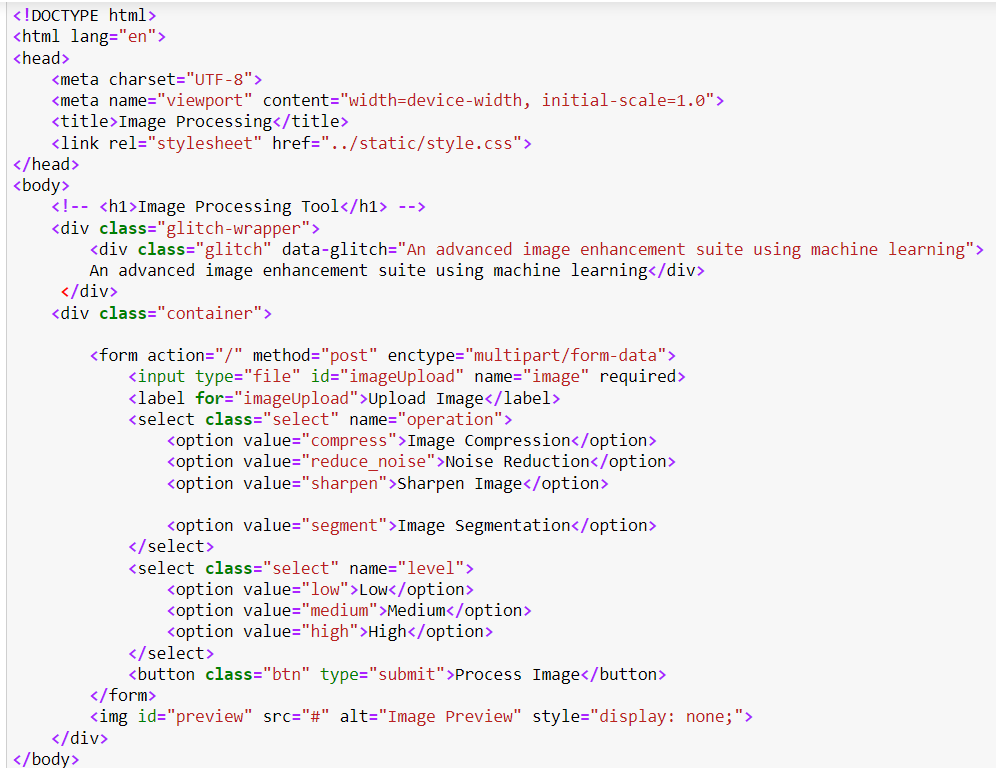 <!DOCTYPE html>
<html lang="en">
<head>
    <meta charset="UTF-8">
    <meta name="viewport" content="width=device-width, initial-scale=1.0">
    <title>Image Processing</title>
    <link rel="stylesheet" href="../static/style.css">
</head>
<body>
    <!-- <h1>Image Processing Tool</h1> -->
    <div class="glitch-wrapper">
        <div class="glitch" data-glitch="An advanced image enhancement suite using machine learning">
        An advanced image enhancement suite using machine learning</div>
     </div>
    <div class="container">

        <form action="/" method="post" enctype="multipart/form-data">
            <input type="file" id="imageUpload" name="image" required>
            <label for="imageUpload">Upload Image</label>
            <select class="select" name="operation">
                <option value="compress">Image Compression</option>
                <option value="reduce_noise">Noise Reduction</option>
                <option value="sharpen">Sharpen Image</option>

                <option value="segment">Image Segmentation</option>
            </select>
            <select class="select" name="level">
                <option value="low">Low</option>
                <option value="medium">Medium</option>
                <option value="high">High</option>
            </select>
            <button class="btn" type="submit">Process Image</button>
        </form>
        <img id="preview" src="#" alt="Image Preview" style="display: none;">
    </div>
</body>